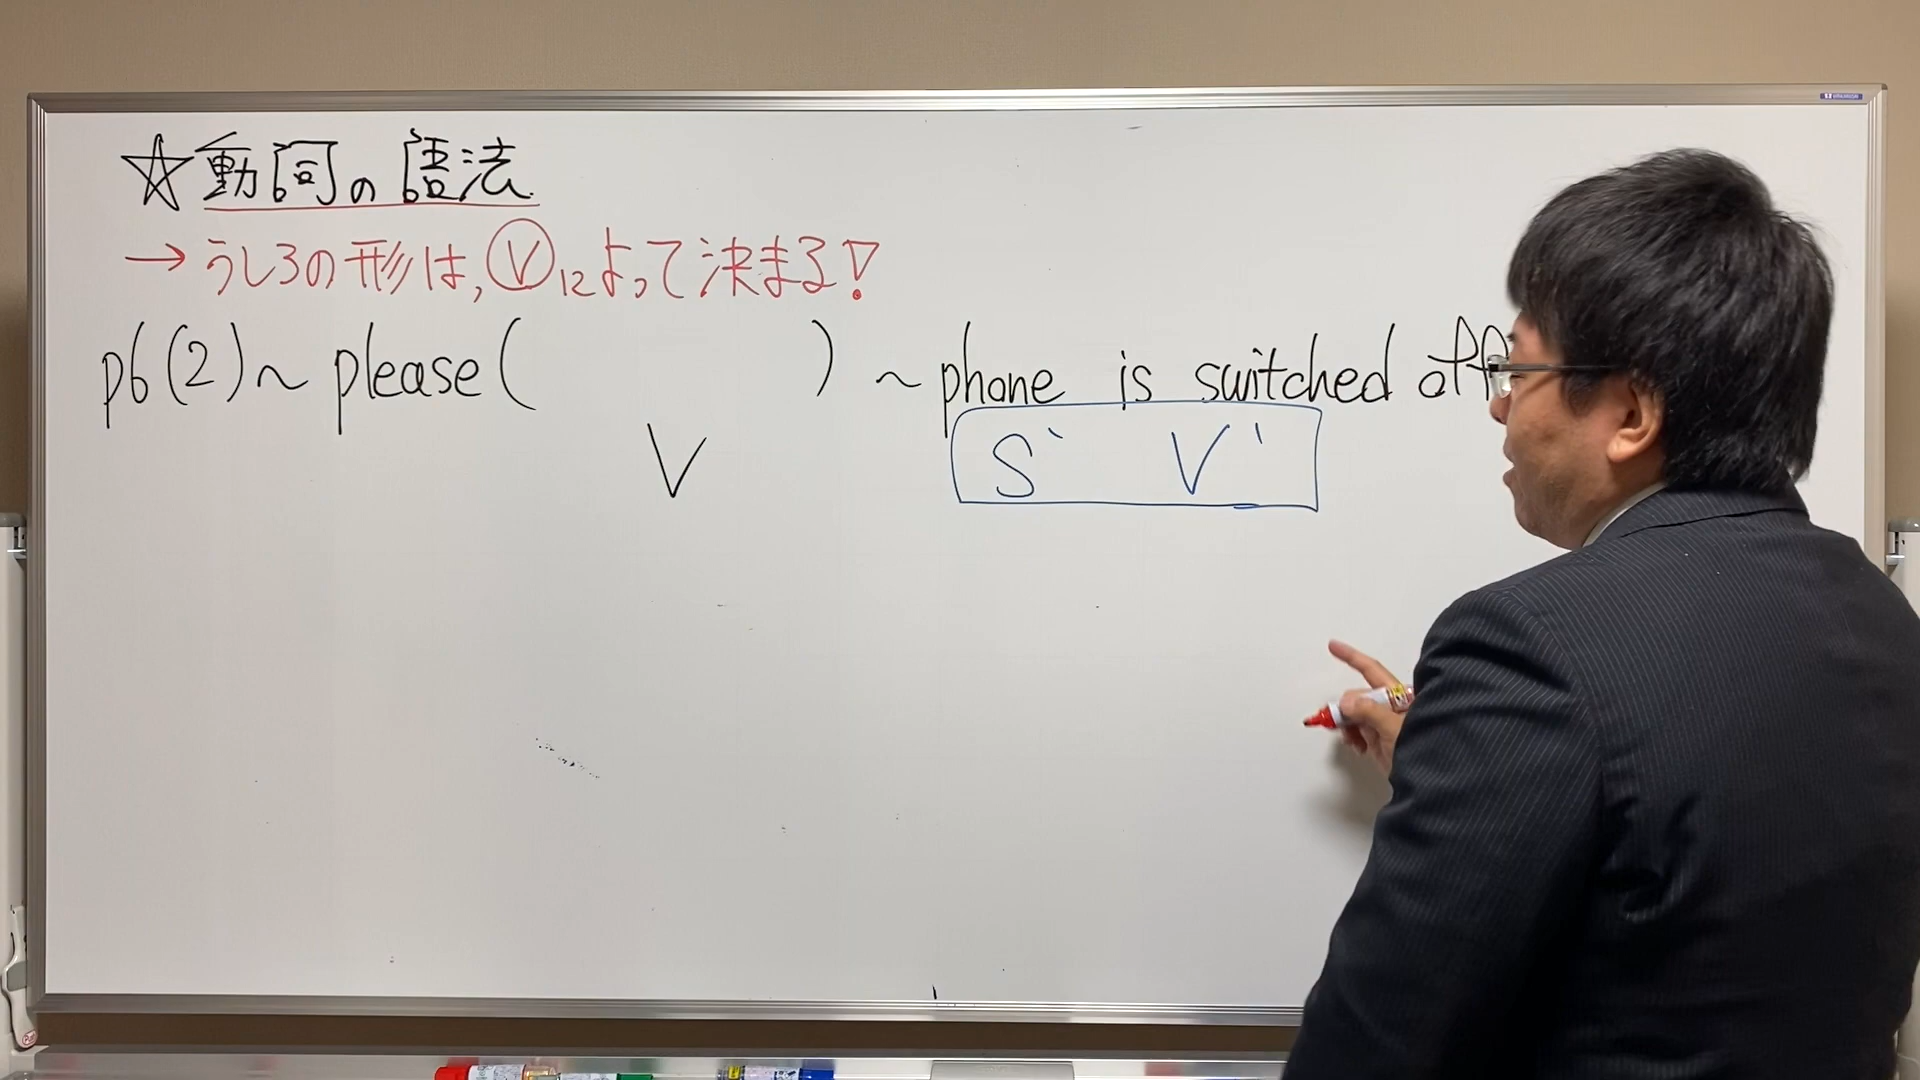 ☆動詞の語法
→うしろの形は,Ⓥによって決まる!
p6(2)~please( ) ~phone is switched off
V S' V'